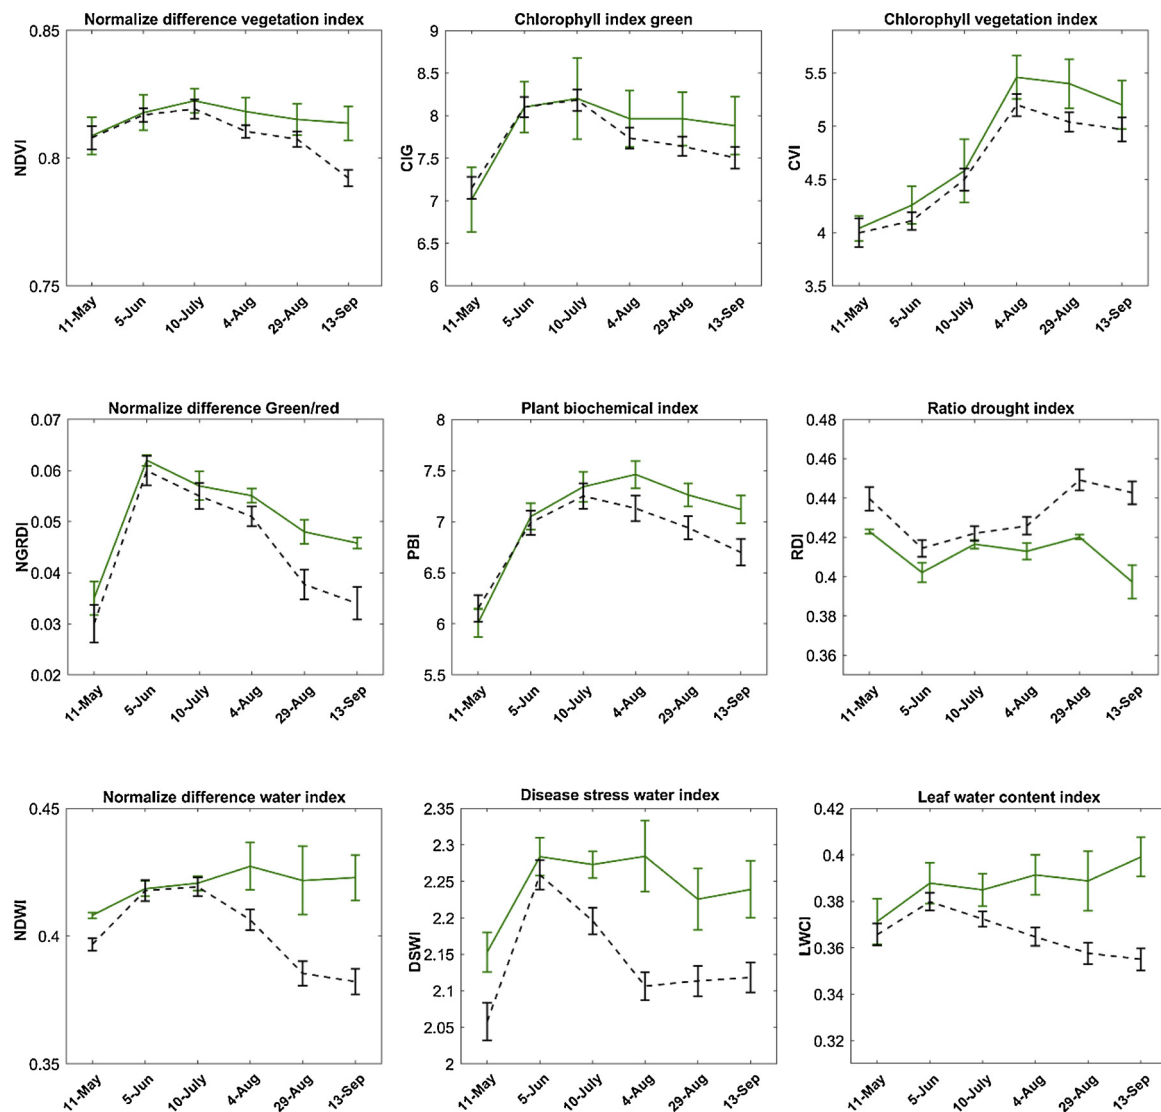 Normalize difference vegetation index
NDVI
0.85
0.8
0.75
11-May
5-Jun
10-July
4-Aug
29-Aug
13-Sep
Chlorophyll index green
CIG
9
8.5
8
7.5
7
6.5
6
11-May
5-Jun
10-July
4-Aug
29-Aug
13-Sep
Chlorophyll vegetation index
CVI
5.5
5
4.5
4
3.5
11-May
5-Jun
10-July
4-Aug
29-Aug
13-Sep
Normalize difference Green/red
NGRDI
0.07
0.06
0.05
0.04
0.03
0.02
11-May
5-Jun
10-July
4-Aug
29-Aug
13-Sep
Plant biochemical index
PBI
8
7.5
7
6.5
6
5.5
11-May
5-Jun
10-July
4-Aug
29-Aug
13-Sep
Ratio drought index
RDI
0.48
0.46
0.44
0.42
0.4
0.38
0.36
11-May
5-Jun
10-July
4-Aug
29-Aug
13-Sep
Normalize difference water index
NDWI
0.45
0.4
0.35
11-May
5-Jun
10-July
4-Aug
29-Aug
13-Sep
Disease stress water index
DSWI
2.35
2.3
2.25
2.2
2.15
2.1
2.05
2
11-May
5-Jun
10-July
4-Aug
29-Aug
13-Sep
Leaf water content index
LWCI
0.42
0.4
0.38
0.36
0.34
0.32
11-May
5-Jun
10-July
4-Aug
29-Aug
13-Sep